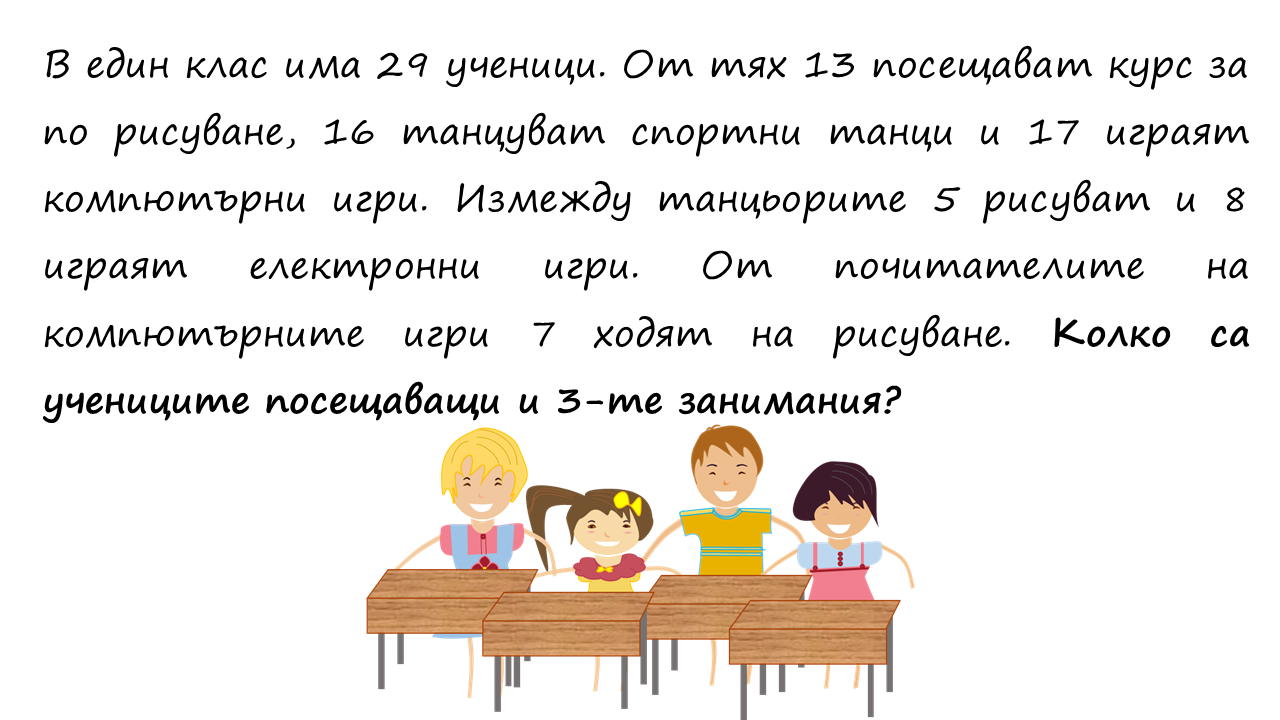 В един клас има 29 ученици. От тях 13 посещават курс за
по рисуване, 16 танцуват спортни танци и 17 играят
компютърни игри. Измежду танцьорите 5 рисуват и 8
играят електронни игри. От почитателите на
компютърните игри 7 ходят на рисуване. Колко са
учениците посещаващи и 3-те занимания?